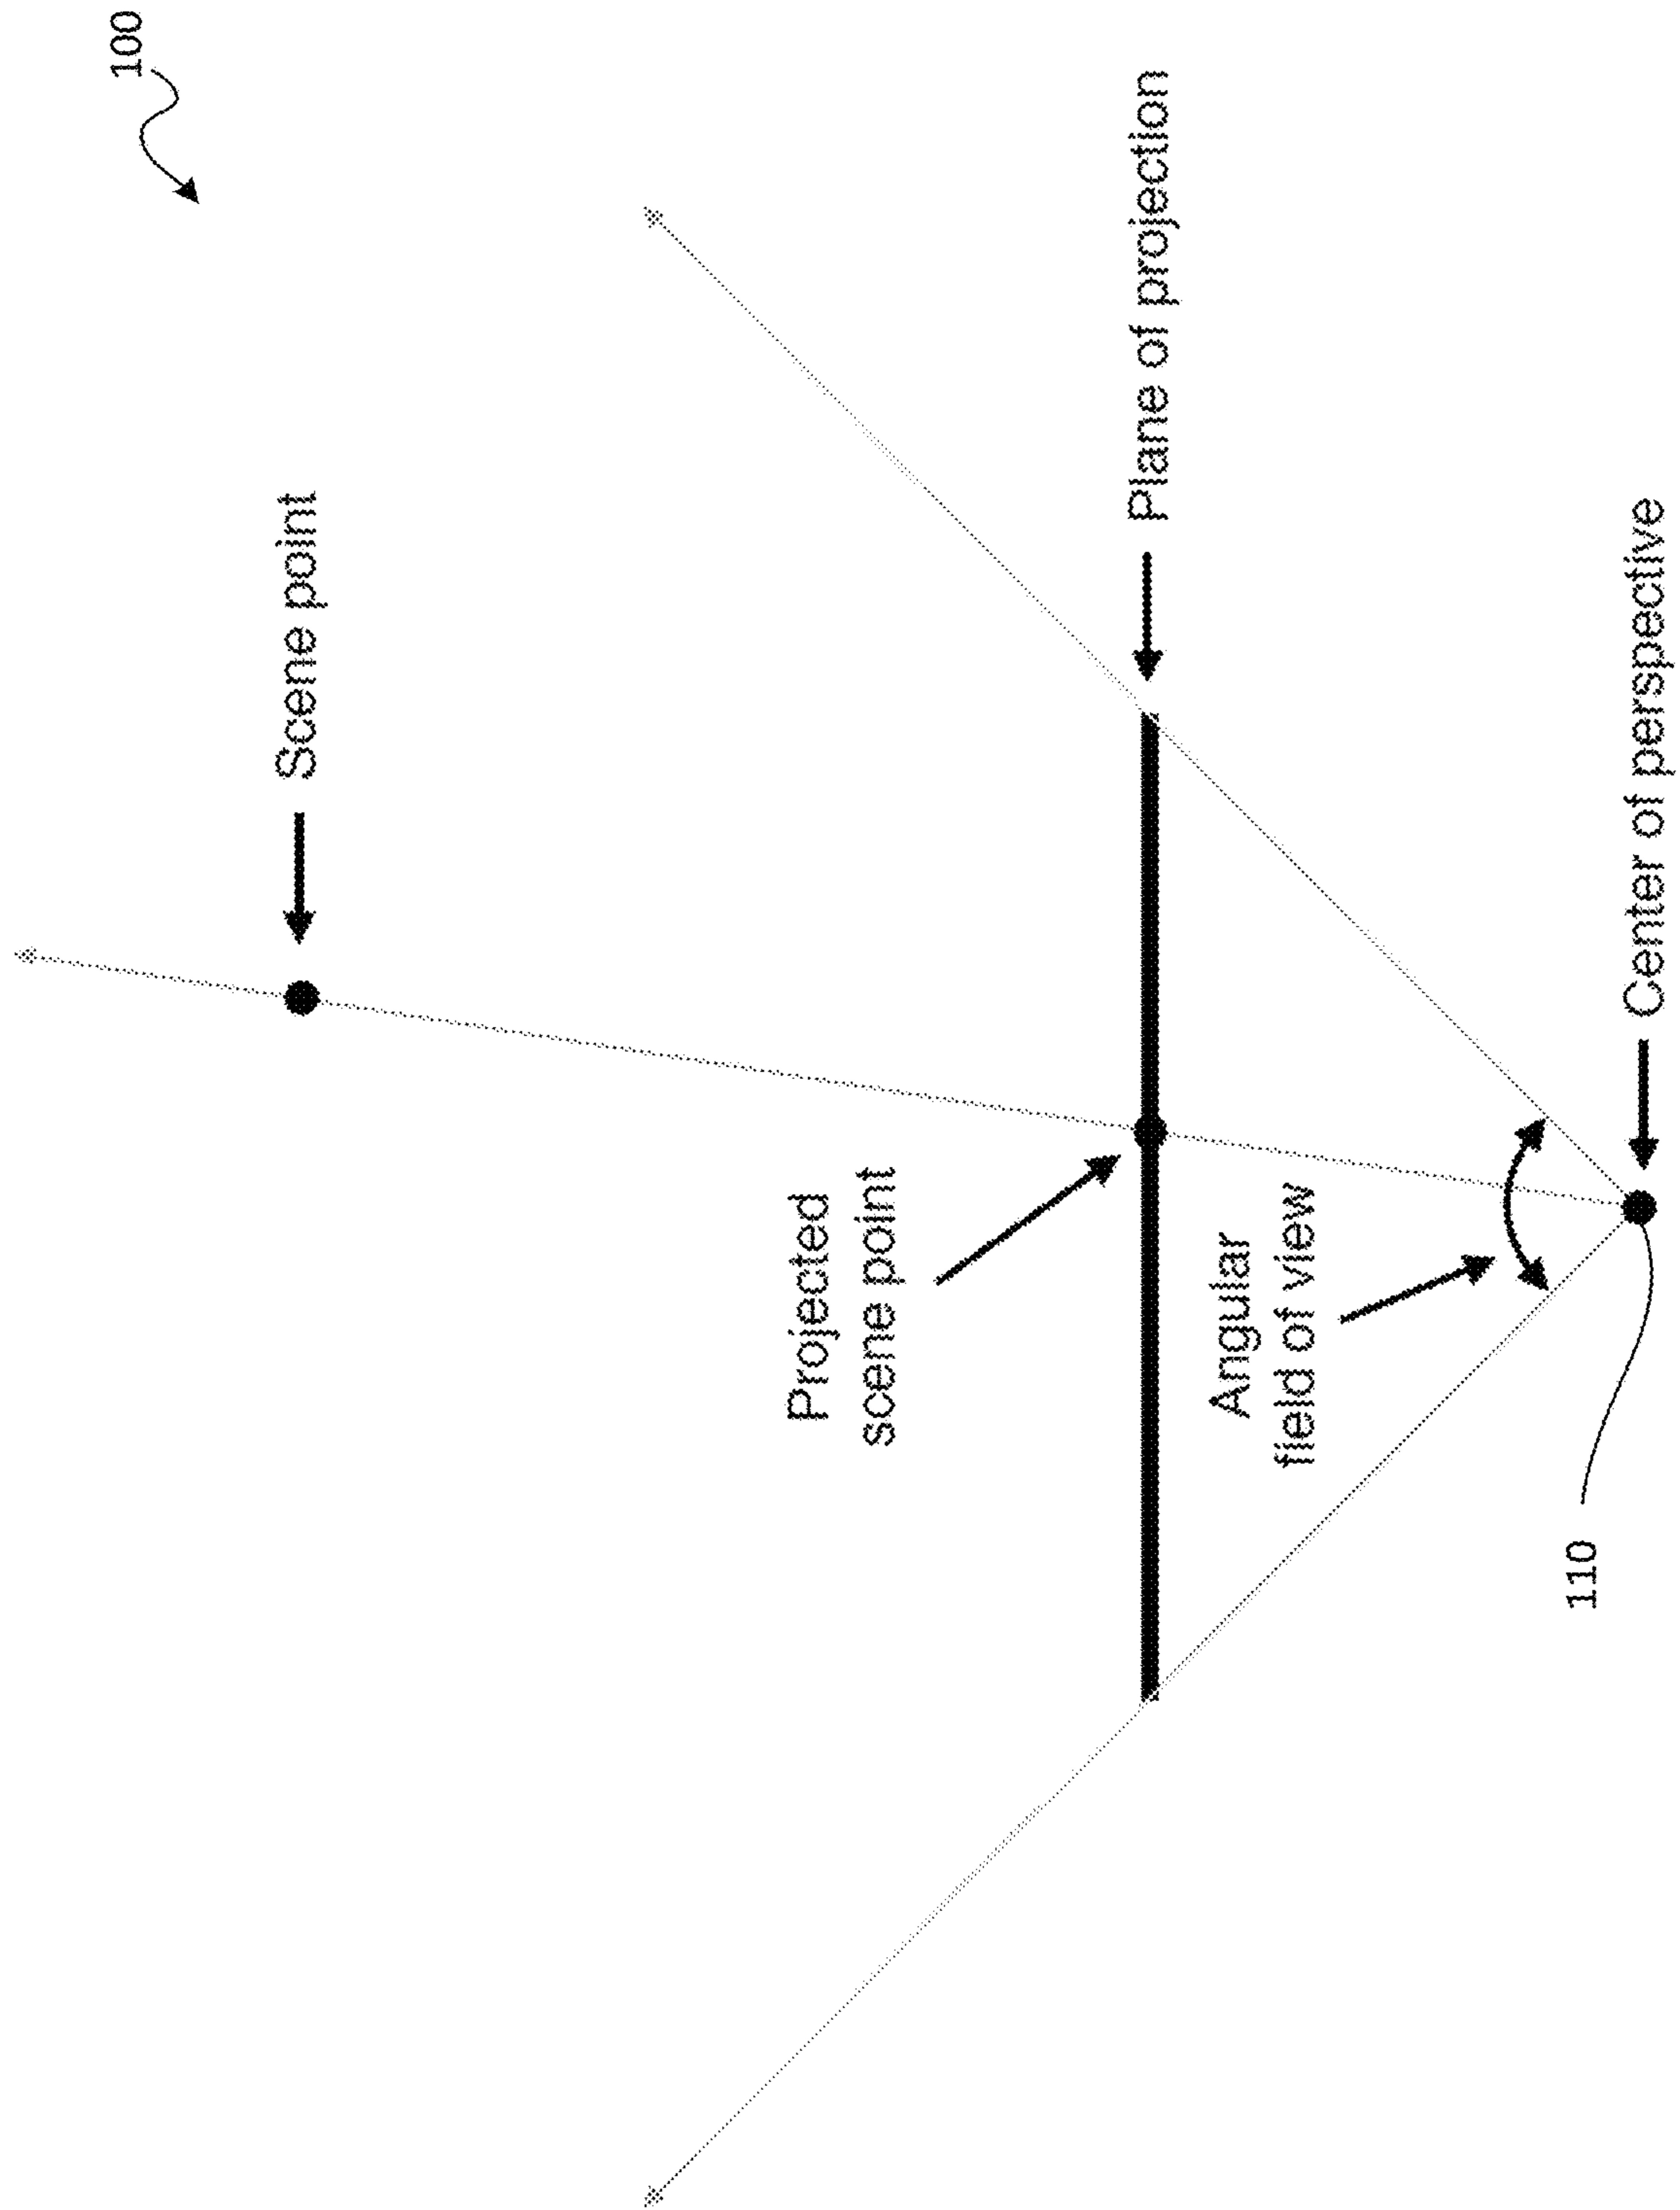 100
Scene point
Projected
scene point
Plane of projection
Angular
field of view
Center of perspective
110